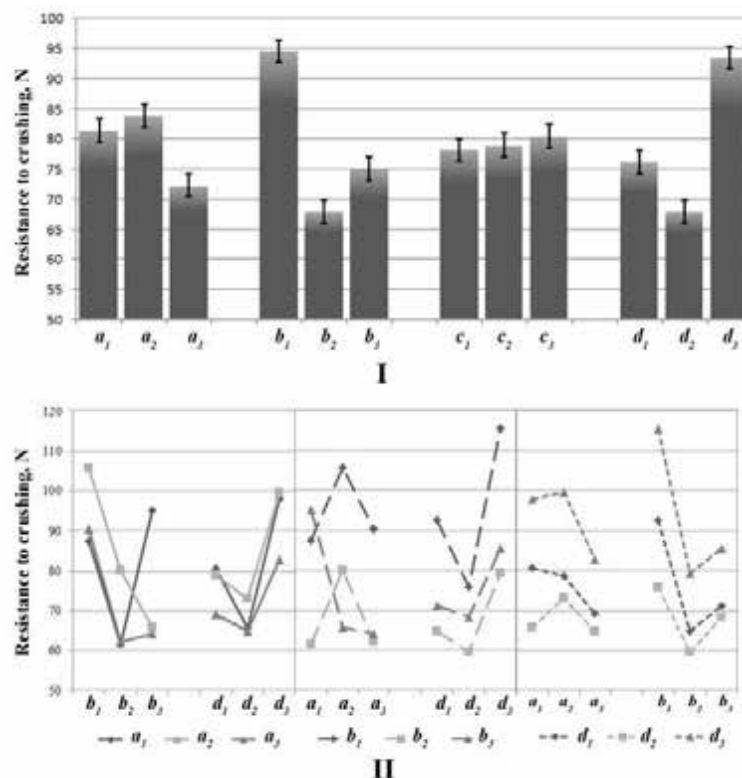 Resistance to crushing, N
100
95
90
85
80
75
70
65
60
55
50
a₁ a₂ a₃ b₁ b₂ b₃ c₁ c₂ c₃ d₁ d₂ d₃
I
Resistance to crushing, N
120
110
100
90
80
70
60
50
b₁ b₂ b₃ d₁ d₂ d₃ a₁ a₂ a₃ d₁ d₂ d₃ a₁ a₂ a₃ b₁ b₂ b₃
a₁ a₂ a₃ b₁ b₂ b₃ d₁ d₂ d₃
II